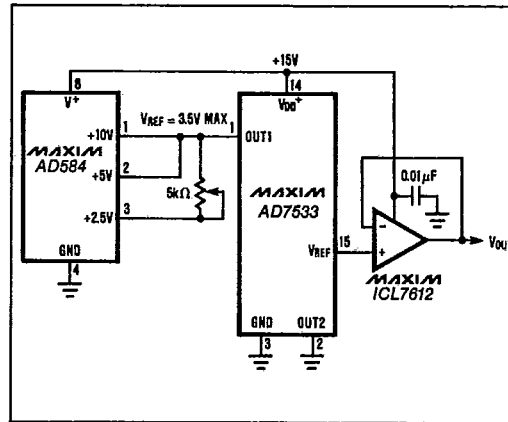 +15V
8
V+
14
VDD+
VREF = 3.5V MAX
+10V
1
1
OUT1
MAXIM
AD584
+5V
2
5kΩ
+2.5V
3
GND
4
MAXIM
AD7533
VREF
15
GND
OUT2
3
2
0.01μF
−
+
VOU
MAXIM
ICL7612